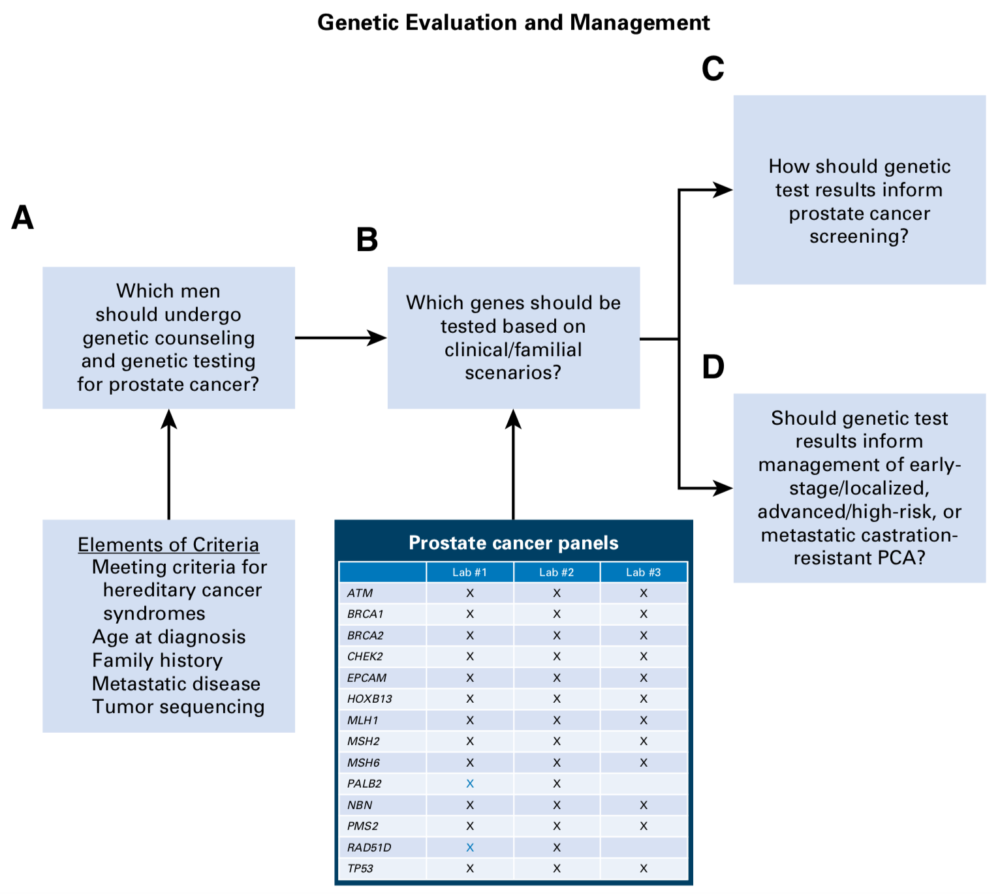 Genetic Evaluation and Management
A
Which men
should undergo
genetic counseling
and genetic testing
for prostate cancer?
Elements of Criteria
Meeting criteria for
hereditary cancer
syndromes
Age at diagnosis
Family history
Metastatic disease
Tumor sequencing
B
Which genes should be
tested based on
clinical/familial
scenarios?
Prostate cancer panels
Lab #1 Lab #2 Lab #3
ATM X X X
BRCA1 X X X
BRCA2 X X X
CHEK2 X X X
EPCAM X X X
HOXB13 X X X
MLH1 X X X
MSH2 X X X
MSH6 X X X
PALB2 X X
NBN X X X
PMS2 X X X
RAD51D X X
TP53 X X X
C
How should genetic
test results inform
prostate cancer
screening?
D
Should genetic test
results inform
management of early-
stage/localized,
advanced/high-risk, or
metastatic castration-
resistant PCA?